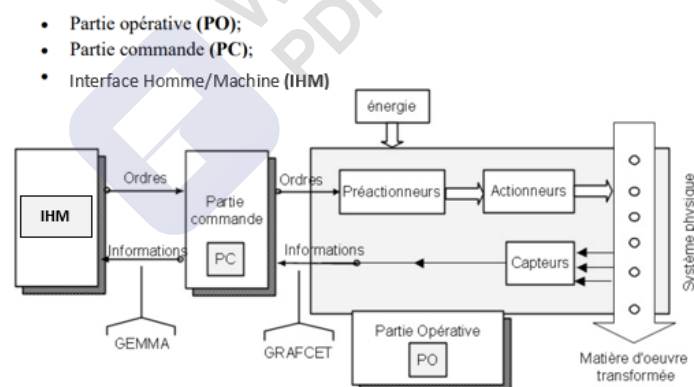 • Partie opérative (PO);
• Partie commande (PC);
• Interface Homme/Machine (IHM)
énergie
Ordres
Ordres
Préactionneurs
Actionneurs
IHM
Partie
commande
PC
Informations
Informations
Capteurs
Système physique
GEMMA
GRAFCET
Partie Opérative
PO
Matière d'oeuvre
transformée